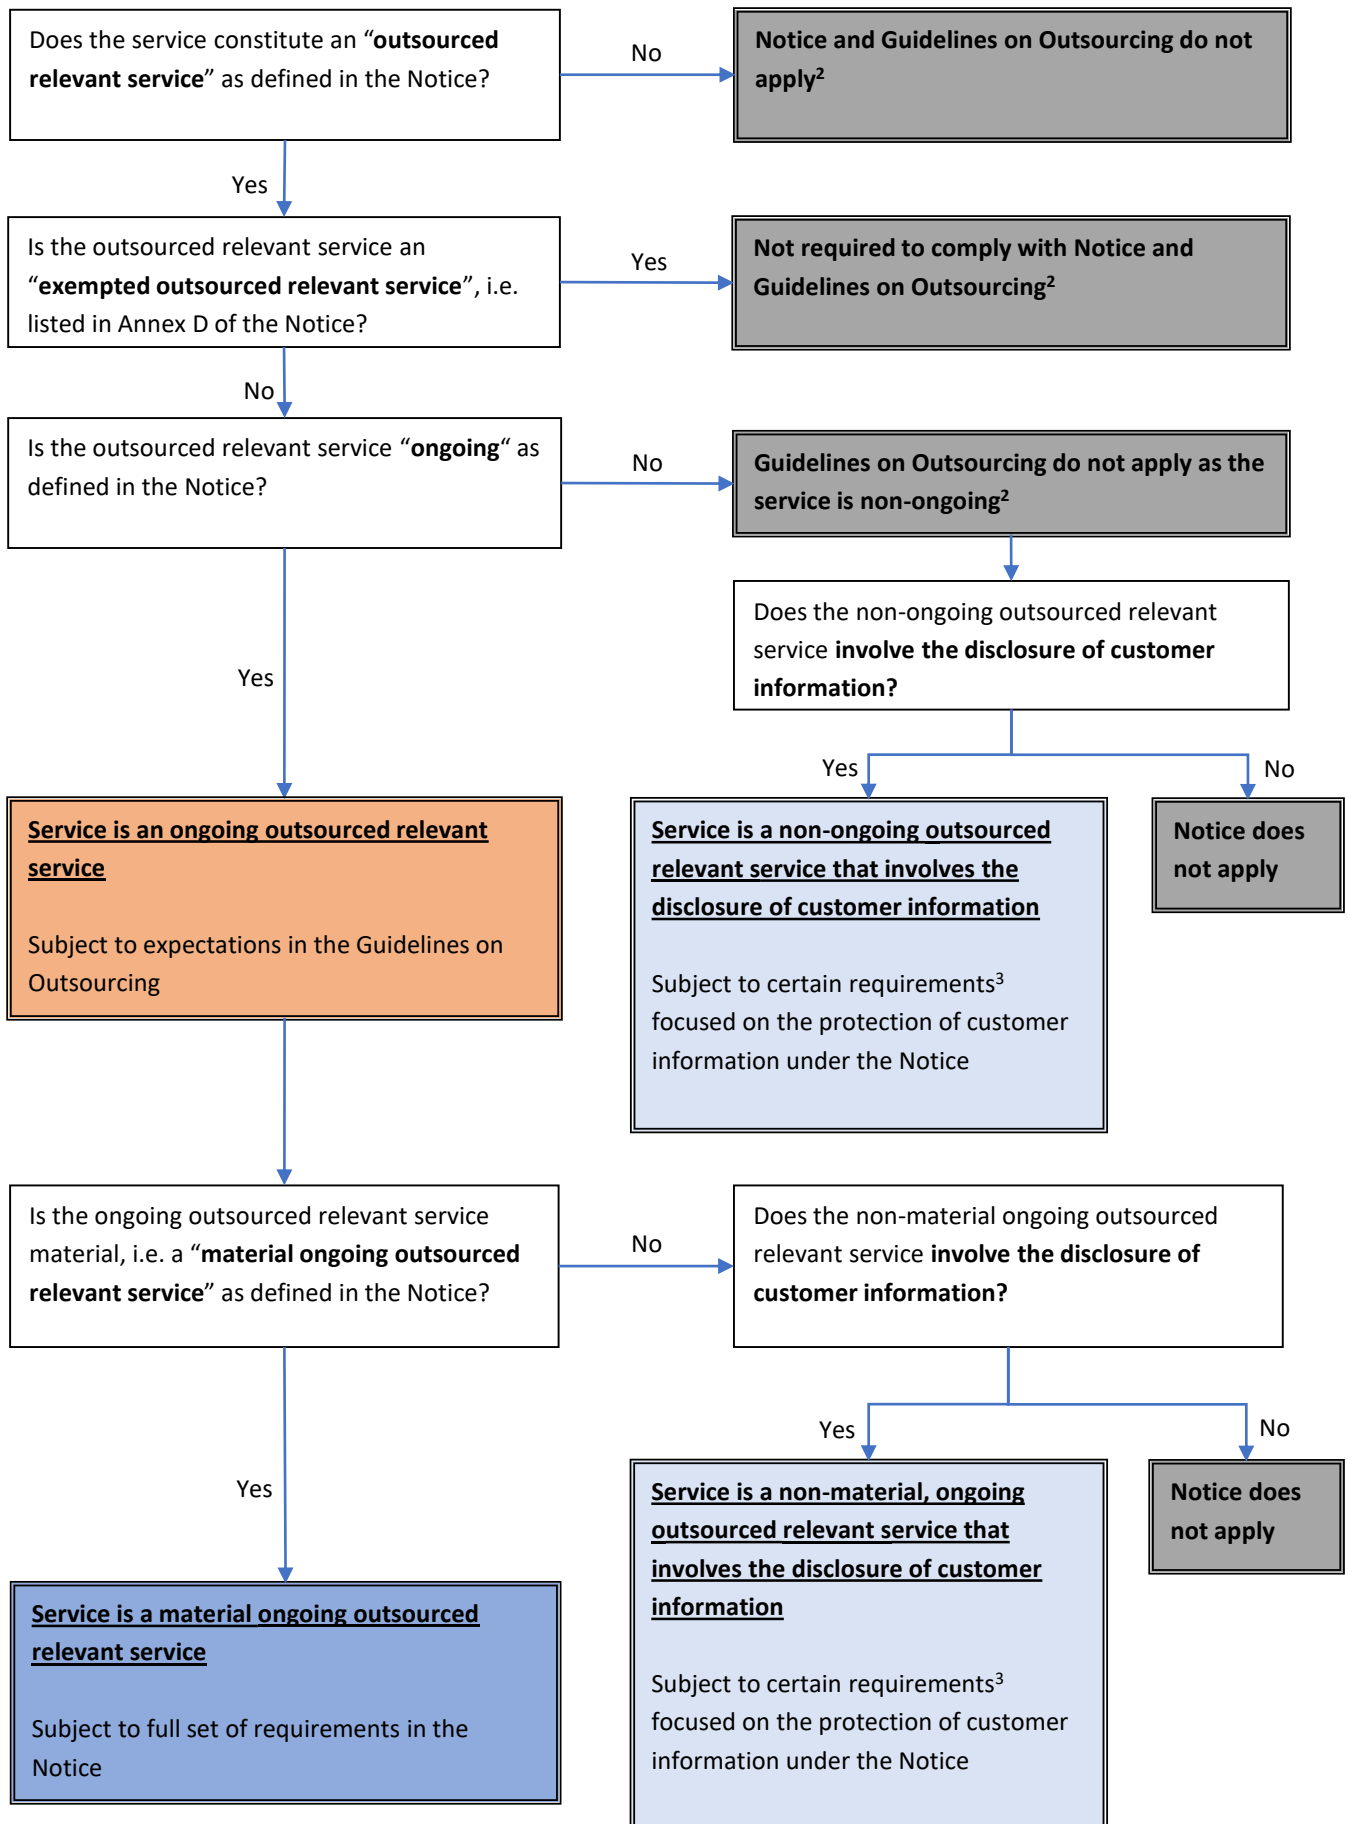 Does the service constitute an “outsourced
relevant service” as defined in the Notice?
No
Notice and Guidelines on Outsourcing do not
apply²
Yes
Is the outsourced relevant service an
“exempted outsourced relevant service”, i.e.
listed in Annex D of the Notice?
Yes
Not required to comply with Notice and
Guidelines on Outsourcing²
No
Is the outsourced relevant service “ongoing“ as
defined in the Notice?
No
Guidelines on Outsourcing do not apply as the
service is non-ongoing²
Does the non-ongoing outsourced relevant
service involve the disclosure of customer
information?
Yes
Yes
No
Service is an ongoing outsourced relevant
service
Subject to expectations in the Guidelines on
Outsourcing
Service is a non-ongoing outsourced
relevant service that involves the
disclosure of customer information
Subject to certain requirements³
focused on the protection of customer
information under the Notice
Notice does
not apply
Is the ongoing outsourced relevant service
material, i.e. a “material ongoing outsourced
relevant service” as defined in the Notice?
No
Does the non-material ongoing outsourced
relevant service involve the disclosure of
customer information?
Yes
No
Yes
Service is a material ongoing outsourced
relevant service
Subject to full set of requirements in the
Notice
Service is a non-material, ongoing
outsourced relevant service that
involves the disclosure of customer
information
Subject to certain requirements³
focused on the protection of customer
information under the Notice
Notice does
not apply